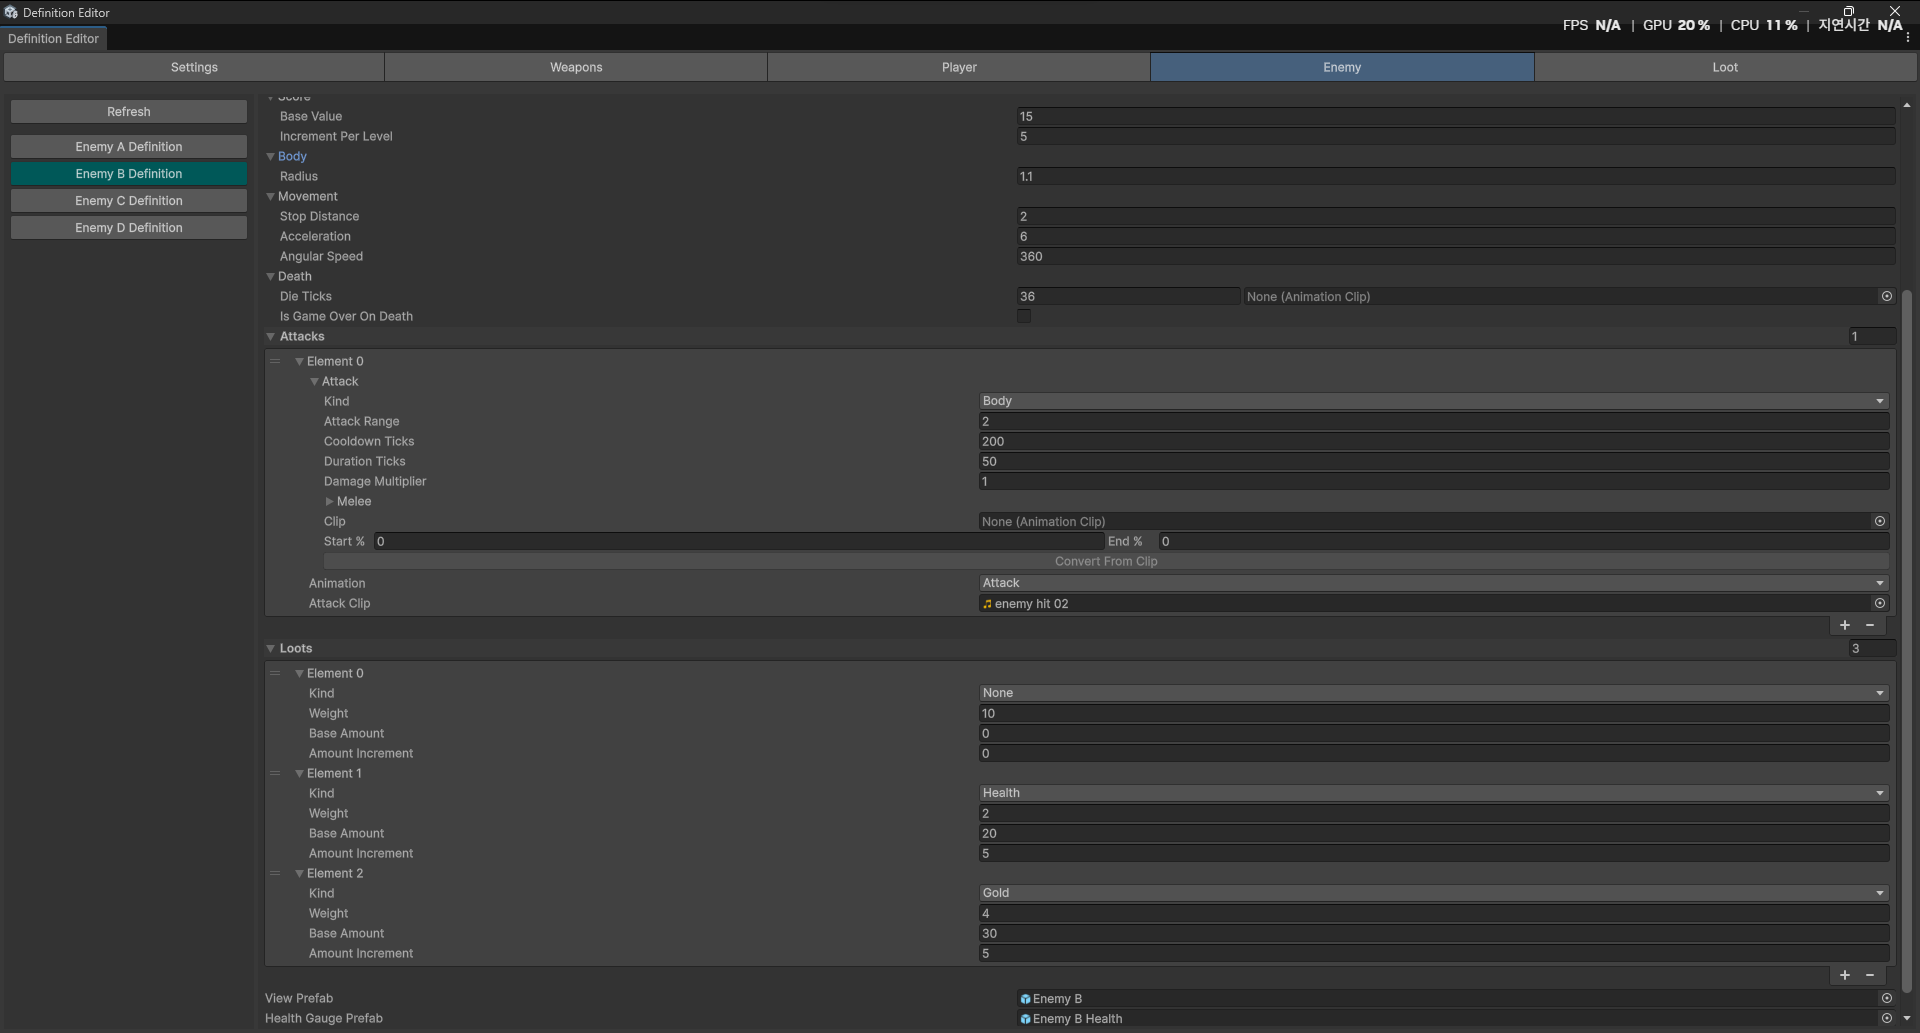 Definition Editor
FPS N/A | GPU 20% | CPU 11% | 지연시간 N/A
Definition Editor
Settings Weapons Player Enemy Loot
Refresh
Enemy A Definition
Enemy B Definition
Enemy C Definition
Enemy D Definition
Score
Base Value 15
Increment Per Level 5
Body
Radius 1.1
Movement
Stop Distance 2
Acceleration 6
Angular Speed 360
Death
Die Ticks 36 None (Animation Clip)
Is Game Over On Death
Attacks 1
Element 0
Attack
Kind Body
Attack Range 2
Cooldown Ticks 200
Duration Ticks 50
Damage Multiplier 1
Melee
Clip None (Animation Clip)
Start % 0 End % 0
Convert From Clip
Animation Attack
Attack Clip enemy hit 02
+ −
Loots 3
Element 0
Kind None
Weight 10
Base Amount 0
Amount Increment 0
Element 1
Kind Health
Weight 2
Base Amount 20
Amount Increment 5
Element 2
Kind Gold
Weight 4
Base Amount 30
Amount Increment 5
+ −
View Prefab Enemy B
Health Gauge Prefab Enemy B Health